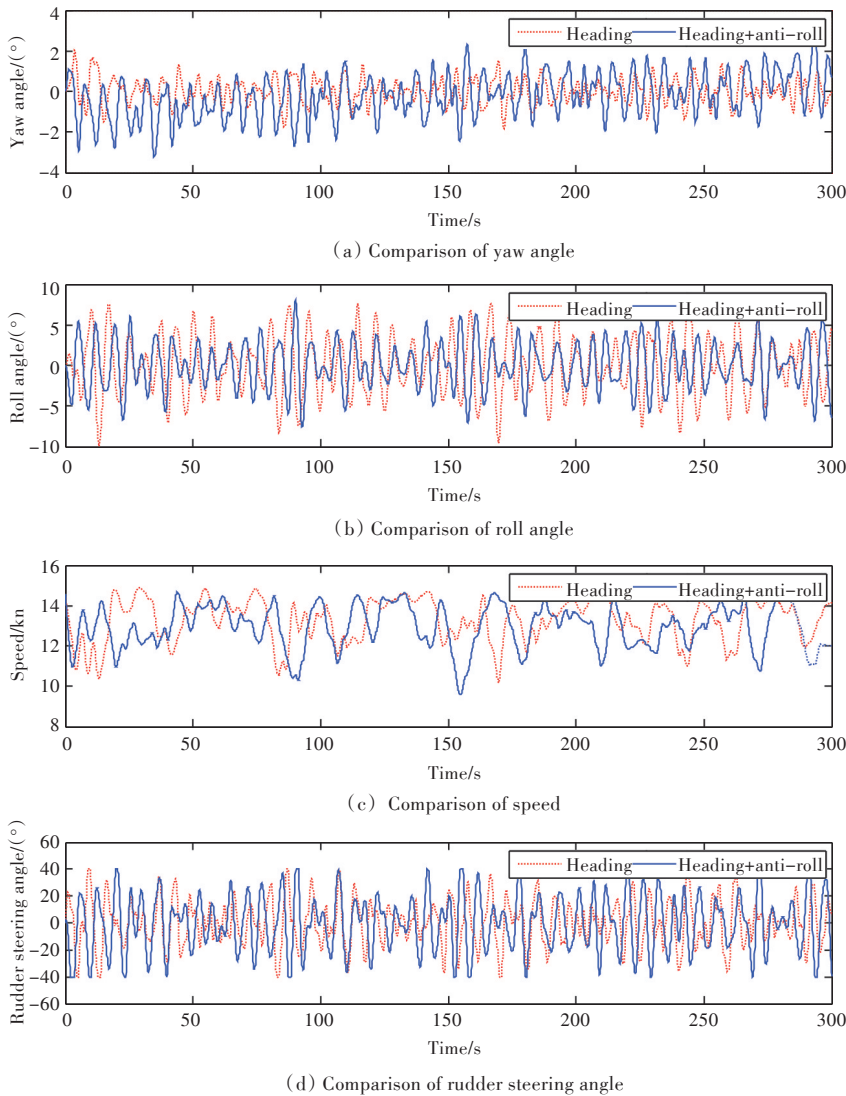 4
2
0
−2
−4
Yaw angle/(°)
Heading Heading+anti−roll
0 50 100 150 200 250 300
Time/s
(a) Comparison of yaw angle
10
5
0
−5
−10
Roll angle/(°)
Heading Heading+anti−roll
0 50 100 150 200 250 300
Time/s
(b) Comparison of roll angle
16
14
12
10
8
Speed/kn
Heading Heading+anti−roll
0 50 100 150 200 250 300
Time/s
(c) Comparison of speed
60
40
20
0
−20
−40
−60
Rudder steering angle/(°)
Heading Heading+anti−roll
0 50 100 150 200 250 300
Time/s
(d) Comparison of rudder steering angle